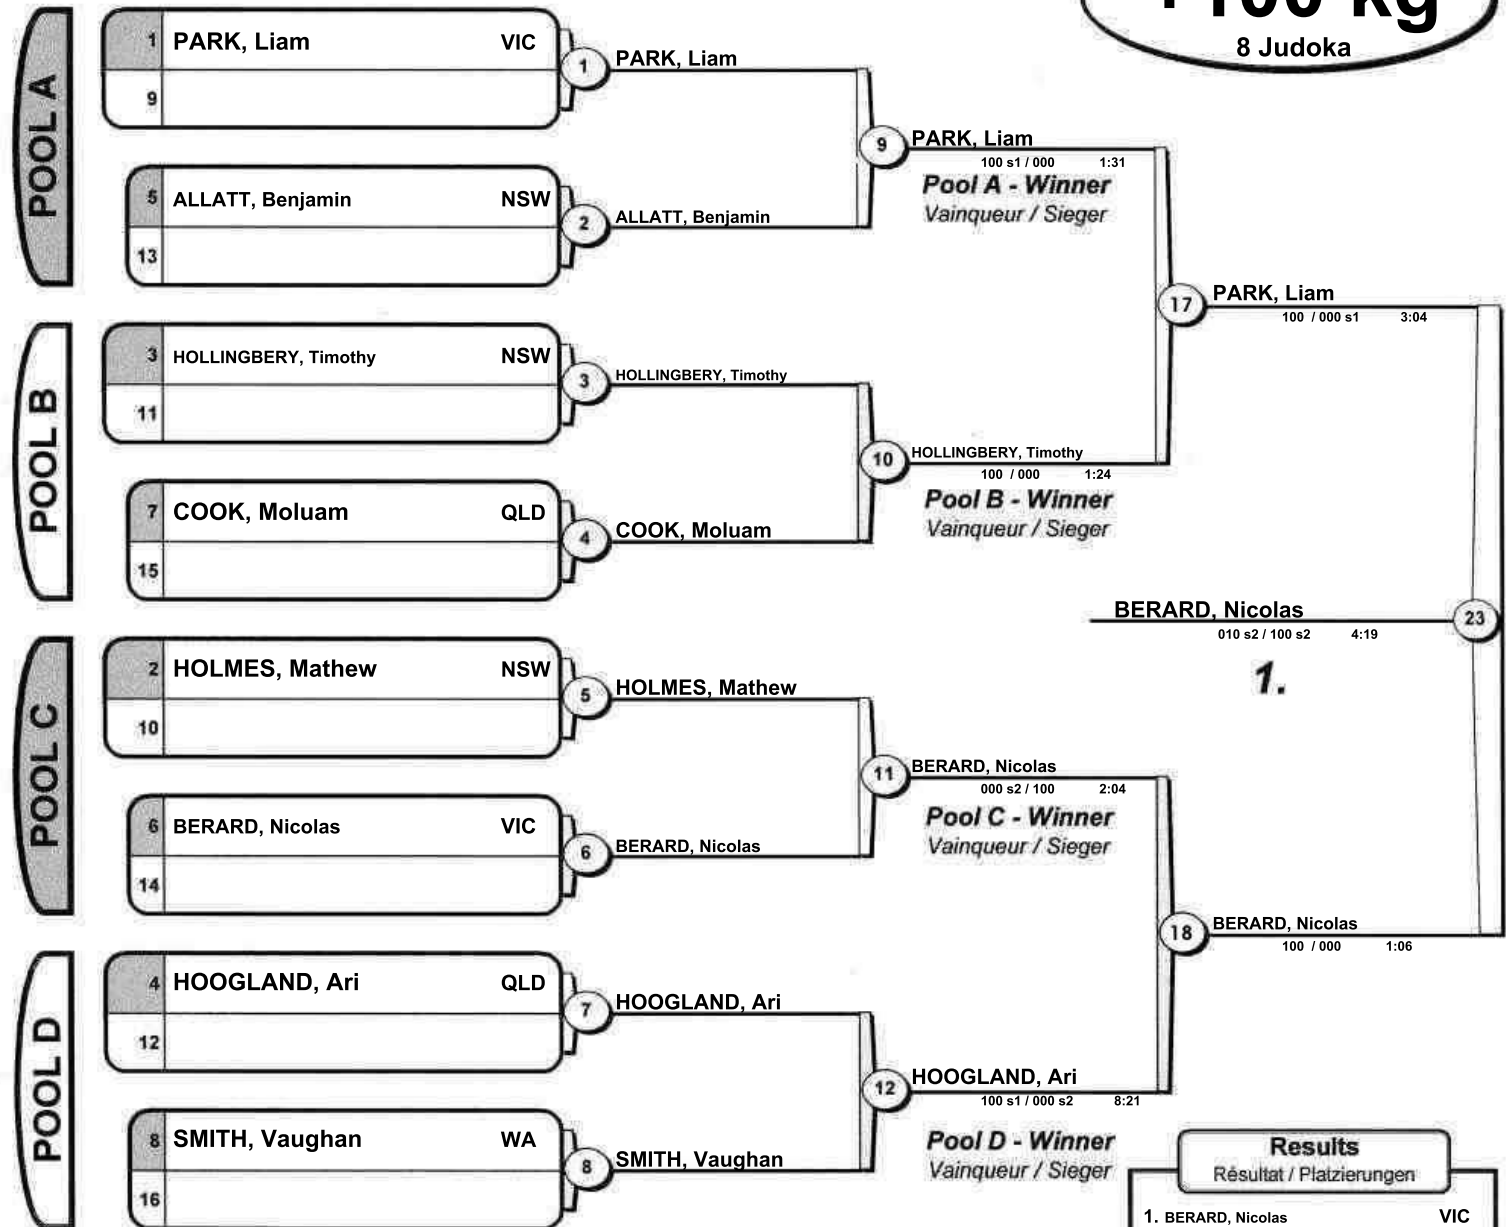 +100 kg
8 Judoka
POOL A
1 PARK, Liam VIC
9
1
PARK, Liam
5 ALLATT, Benjamin NSW
13
2
ALLATT, Benjamin
9
PARK, Liam
100 s1 / 000 1:31
Pool A - Winner
Vainqueur / Sieger
POOL B
3 HOLLINGBERY, Timothy NSW
11
3
HOLLINGBERY, Timothy
7 COOK, Moluam QLD
15
4
COOK, Moluam
10
HOLLINGBERY, Timothy
100 / 000 1:24
Pool B - Winner
Vainqueur / Sieger
17
PARK, Liam
100 / 000 s1 3:04
POOL C
2 HOLMES, Mathew NSW
10
5
HOLMES, Mathew
6 BERARD, Nicolas VIC
14
6
BERARD, Nicolas
11
BERARD, Nicolas
000 s2 / 100 2:04
Pool C - Winner
Vainqueur / Sieger
POOL D
4 HOOGLAND, Ari QLD
12
7
HOOGLAND, Ari
8 SMITH, Vaughan WA
16
8
SMITH, Vaughan
12
HOOGLAND, Ari
100 s1 / 000 s2 8:21
Pool D - Winner
Vainqueur / Sieger
18
BERARD, Nicolas
100 / 000 1:06
BERARD, Nicolas
010 s2 / 100 s2 4:19
23
1.
Results
Résultat / Platzierungen
1. BERARD, Nicolas VIC